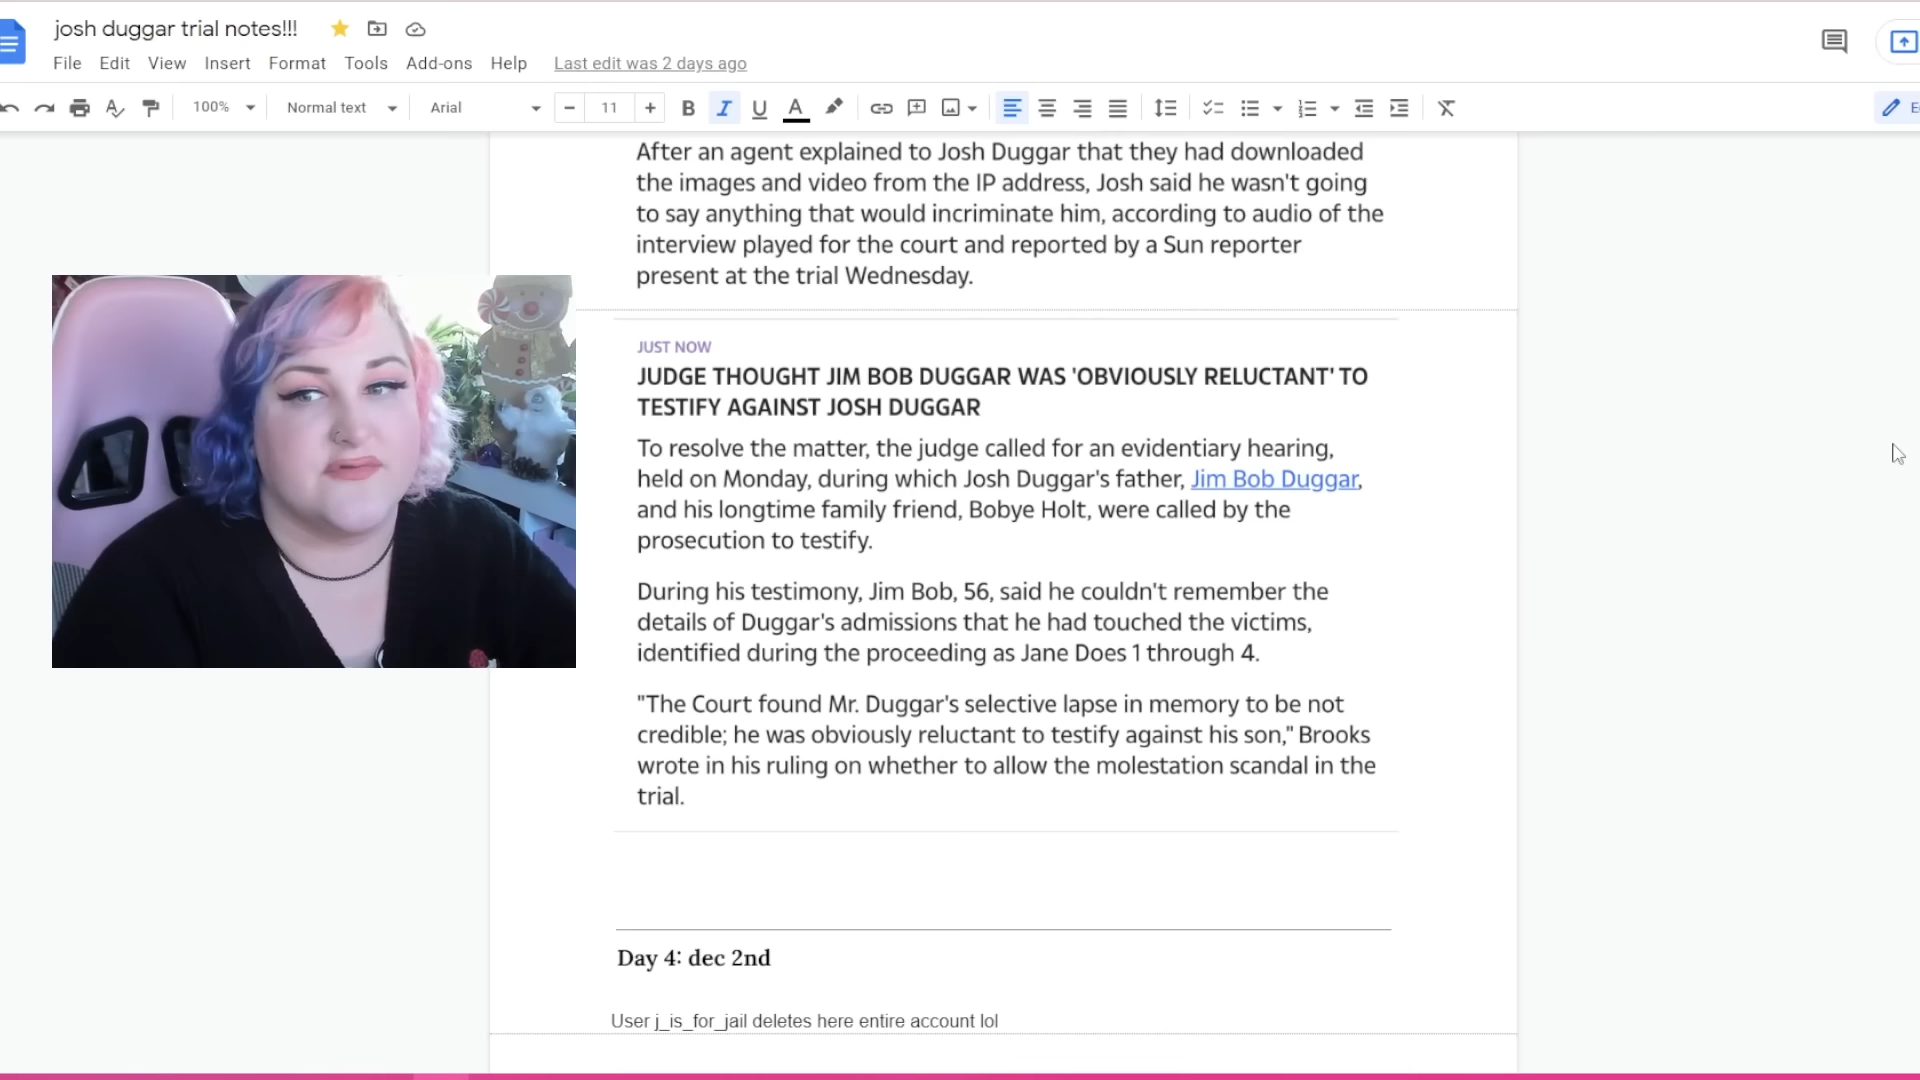 josh duggar trial notes!!!
File Edit View Insert Format Tools Add-ons Help Last edit was 2 days ago
100% Normal text Arial 11
After an agent explained to Josh Duggar that they had downloaded
the images and video from the IP address, Josh said he wasn't going
to say anything that would incriminate him, according to audio of the
interview played for the court and reported by a Sun reporter
present at the trial Wednesday.
JUST NOW
JUDGE THOUGHT JIM BOB DUGGAR WAS 'OBVIOUSLY RELUCTANT' TO
TESTIFY AGAINST JOSH DUGGAR
To resolve the matter, the judge called for an evidentiary hearing,
held on Monday, during which Josh Duggar's father, Jim Bob Duggar,
and his longtime family friend, Bobye Holt, were called by the
prosecution to testify.
During his testimony, Jim Bob, 56, said he couldn't remember the
details of Duggar's admissions that he had touched the victims,
identified during the proceeding as Jane Does 1 through 4.
"The Court found Mr. Duggar's selective lapse in memory to be not
credible; he was obviously reluctant to testify against his son," Brooks
wrote in his ruling on whether to allow the molestation scandal in the
trial.
Day 4: dec 2nd
User j_is_for_jail deletes here entire account lol